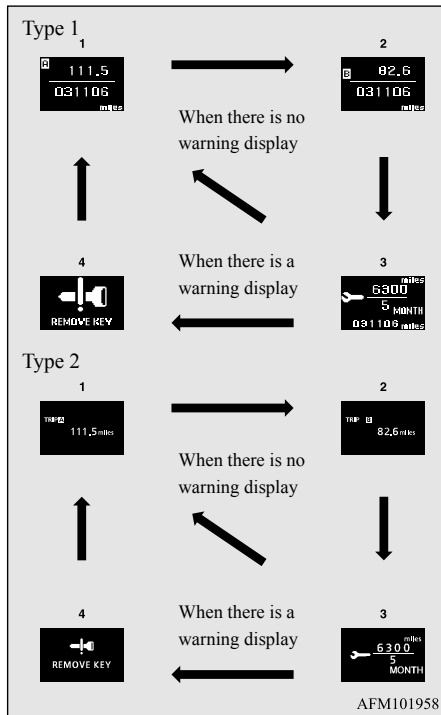 Type 1
1
2
A 111.5
031106
miles
B 82.6
031106
miles
When there is no
warning display
4
When there is a
warning display
3
REMOVE KEY
miles
6300
5 MONTH
031106 miles
Type 2
1
2
TRIP A
111.5 miles
TRIP B
82.6 miles
When there is no
warning display
4
When there is a
warning display
3
REMOVE KEY
miles
6300
5
MONTH
AFM101958